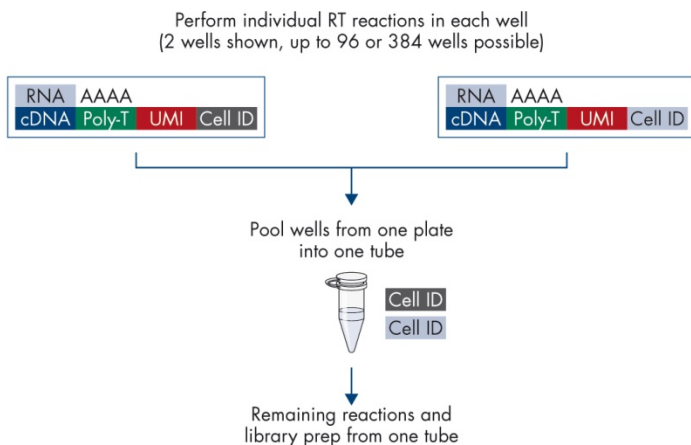 Perform individual RT reactions in each well
(2 wells shown, up to 96 or 384 wells possible)
RNA AAAA
cDNA Poly-T UMI Cell ID
RNA AAAA
cDNA Poly-T UMI Cell ID
Pool wells from one plate
into one tube
Cell ID
Cell ID
Remaining reactions and
library prep from one tube